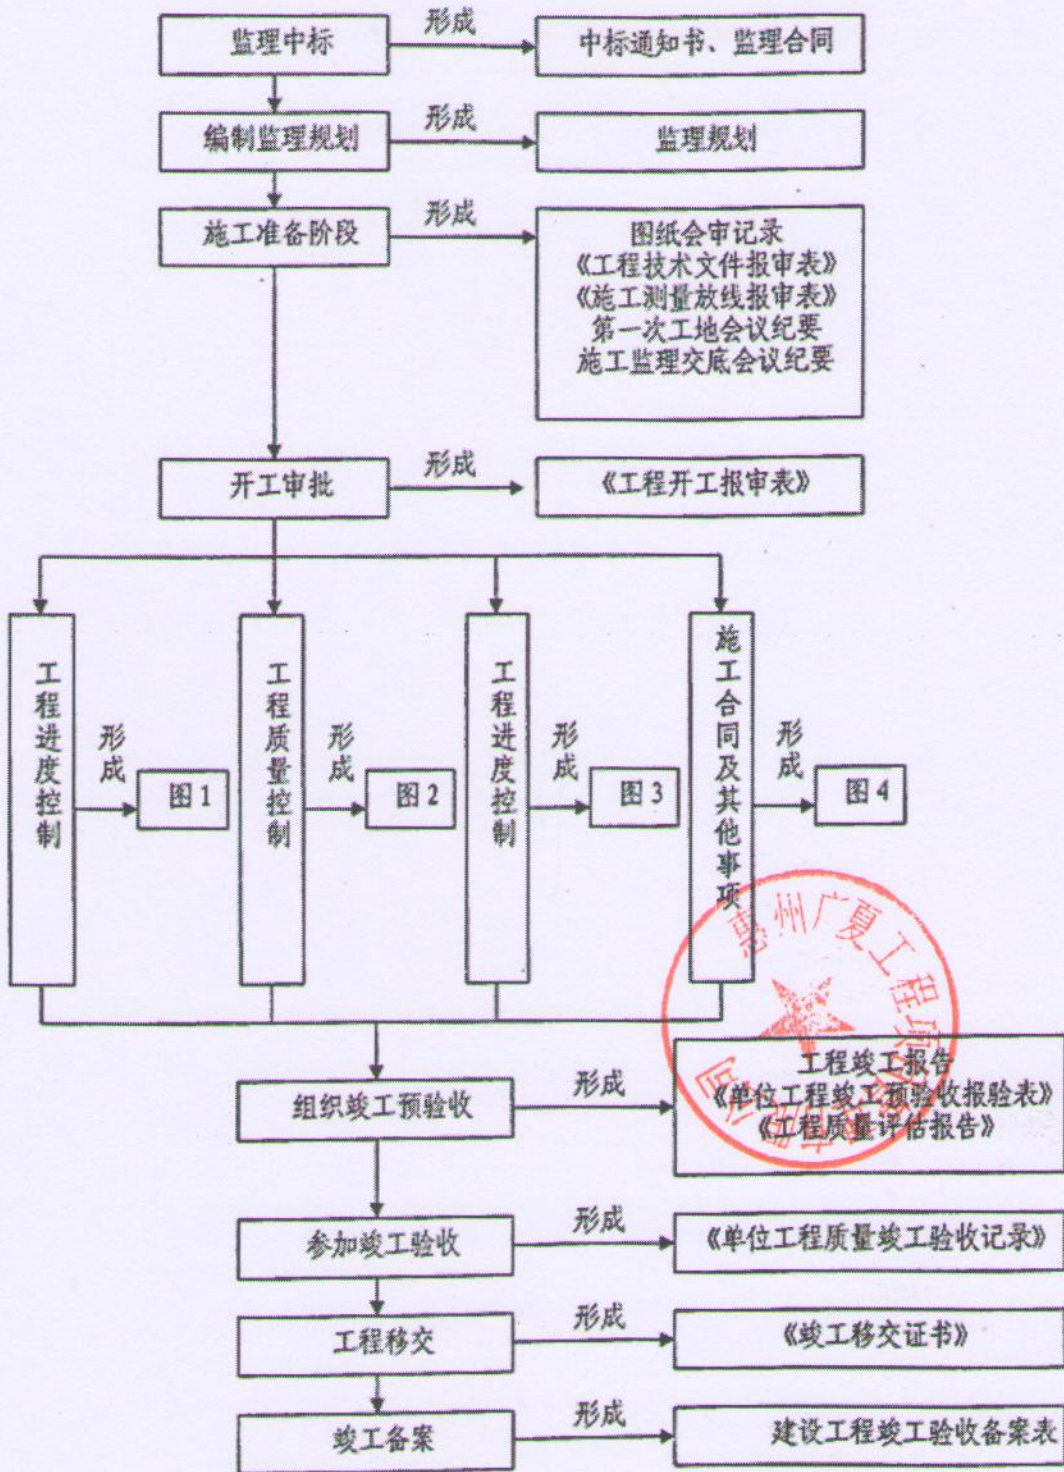 监理中标
形成
中标通知书、监理合同
编制监理规划
形成
监理规划
施工准备阶段
形成
图纸会审记录
《工程技术文件报审表》
《施工测量放线报审表》
第一次工地会议纪要
施工监理交底会议纪要
开工审批
形成
《工程开工报审表》
工程进度控制
形成
图1
工程质量控制
形成
图2
工程进度控制
形成
图3
施工合同及其他事项
形成
图4
惠州广夏工程项
公司
组织竣工预验收
形成
工程竣工报告
《单位工程竣工预验收报验表》
《工程质量评估报告》
参加竣工验收
形成
《单位工程质量竣工验收记录》
工程移交
形成
《竣工移交证书》
竣工备案
形成
建设工程竣工验收备案表